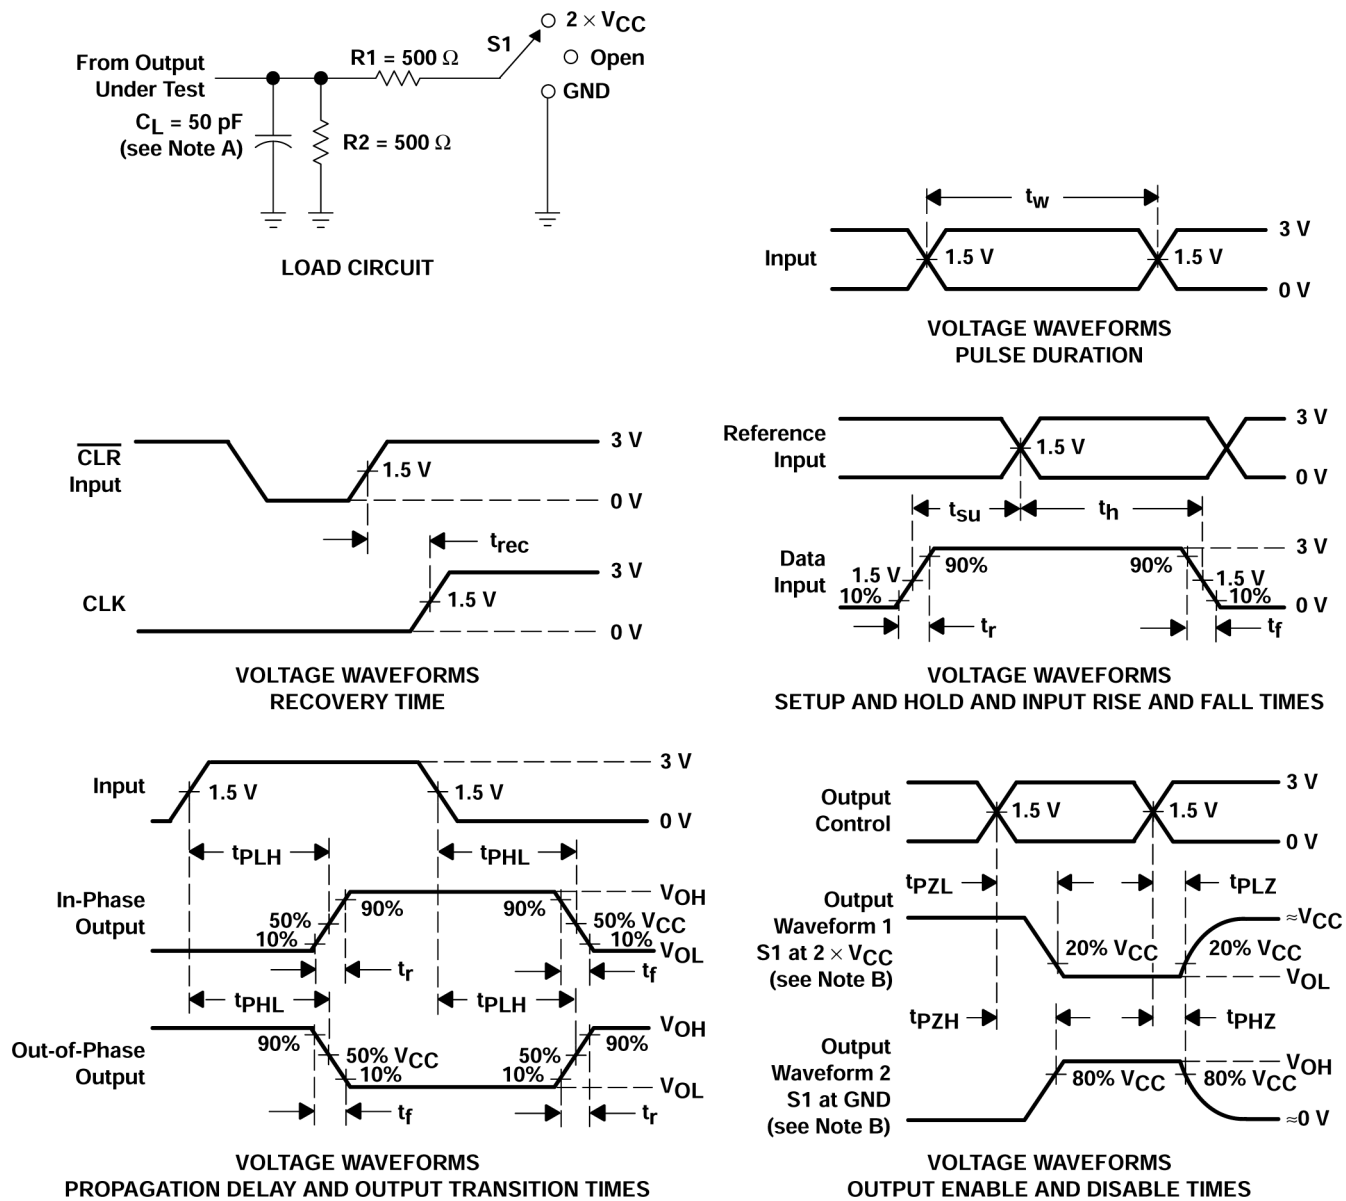 2 × VCC
S1
Open
R1 = 500 Ω
From Output
Under Test
GND
CL = 50 pF
(see Note A)
R2 = 500 Ω
LOAD CIRCUIT
tw
3 V
Input
1.5 V
1.5 V
0 V
VOLTAGE WAVEFORMS
PULSE DURATION
CLR
Input
3 V
1.5 V
0 V
trec
CLK
3 V
1.5 V
0 V
VOLTAGE WAVEFORMS
RECOVERY TIME
Reference
Input
3 V
1.5 V
0 V
tsu
th
Data
Input
3 V
90%
90%
1.5 V
1.5 V
10%
10%
0 V
tr
tf
VOLTAGE WAVEFORMS
SETUP AND HOLD AND INPUT RISE AND FALL TIMES
Input
3 V
1.5 V
1.5 V
0 V
tPLH
tPHL
In-Phase
Output
VOH
90%
90%
50%
50% VCC
10%
10%
VOL
tr
tf
tPHL
tPLH
Out-of-Phase
Output
VOH
90%
90%
50% VCC
50%
10%
10%
VOL
tf
tr
VOLTAGE WAVEFORMS
PROPAGATION DELAY AND OUTPUT TRANSITION TIMES
Output
Control
3 V
1.5 V
1.5 V
0 V
tPZL
tPLZ
Output
Waveform 1
S1 at 2 × VCC
(see Note B)
≈VCC
20% VCC
20% VCC
VOL
tPZH
tPHZ
Output
Waveform 2
S1 at GND
(see Note B)
VOH
80% VCC
80% VCC
≈0 V
VOLTAGE WAVEFORMS
OUTPUT ENABLE AND DISABLE TIMES